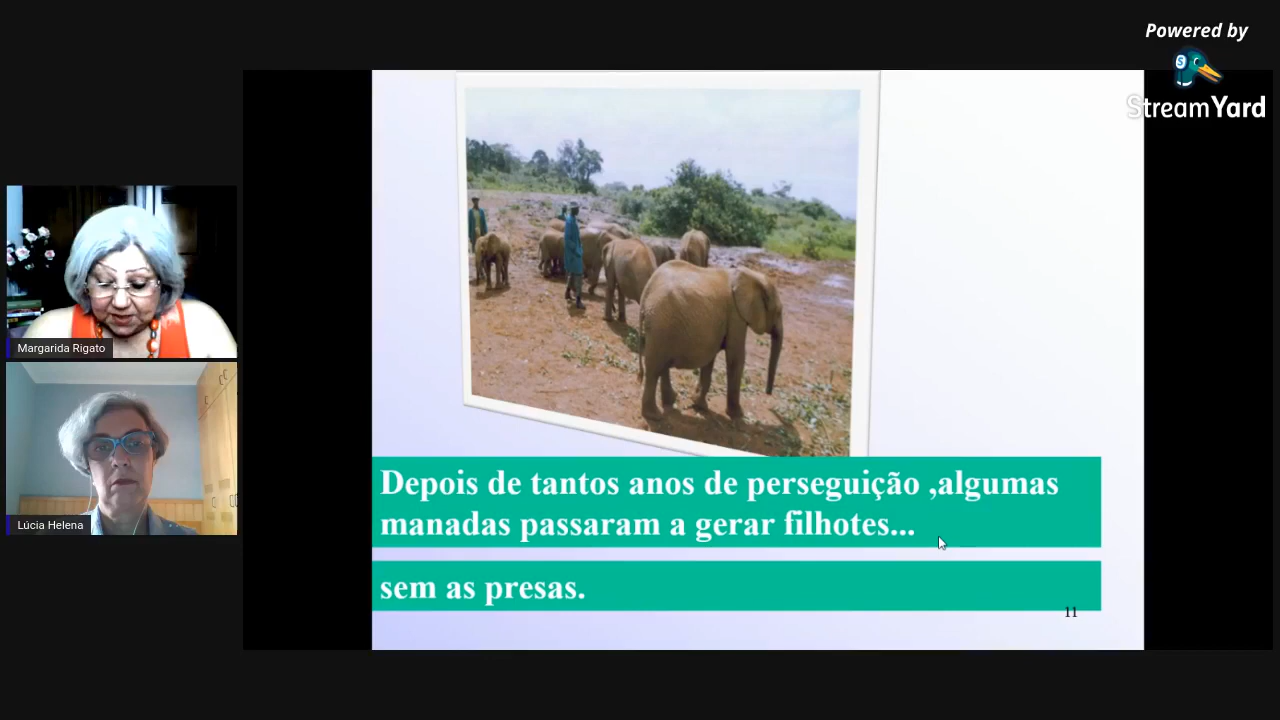 Powered by
StreamYard
Margarida Rigato
Lúcia Helena
Depois de tantos anos de perseguição ,algumas
manadas passaram a gerar filhotes...
sem as presas.
11